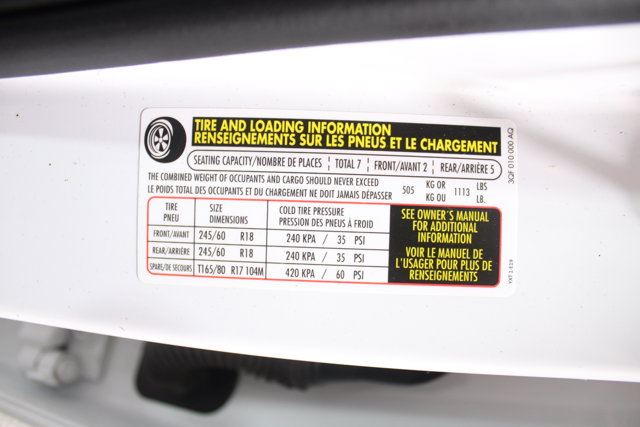 TIRE AND LOADING INFORMATION
RENSEIGNEMENTS SUR LES PNEUS ET LE CHARGEMENT
SEATING CAPACITY/NOMBRE DE PLACES TOTAL 7 FRONT/AVANT 2 REAR/ARRIÈRE 5
THE COMBINED WEIGHT OF OCCUPANTS AND CARGO SHOULD NEVER EXCEED
LE POIDS TOTAL DES OCCUPANTS ET DU CHARGEMENT NE DOIT JAMAIS DÉPASSER
505 KG OR 1113 LBS
KG OU LB.
TIRE SIZE COLD TIRE PRESSURE
PNEU DIMENSIONS PRESSION DES PNEUS À FROID
FRONT/AVANT 245/60 R18 240 KPA / 35 PSI
REAR/ARRIÈRE 245/60 R18 240 KPA / 35 PSI
SPARE/DE SECOURS T165/80 R17 104M 420 KPA / 60 PSI
SEE OWNER´S MANUAL
FOR ADDITIONAL
INFORMATION
VOIR LE MANUEL DE
L'USAGER POUR PLUS DE
RENSEIGNEMENTS
3QF 010 000 AQ